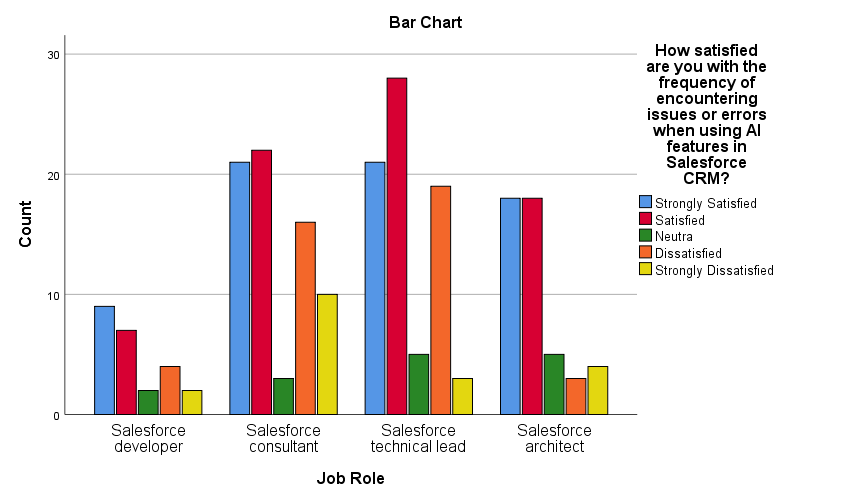 Bar Chart
30
20
10
0
Count
Salesforce
developer
Salesforce
consultant
Salesforce
technical lead
Salesforce
architect
Job Role
How satisfied
are you with the
frequency of
encountering
issues or errors
when using AI
features in
Salesforce
CRM?
Strongly Satisfied
Satisfied
Neutra
Dissatisfied
Strongly Dissatisfied